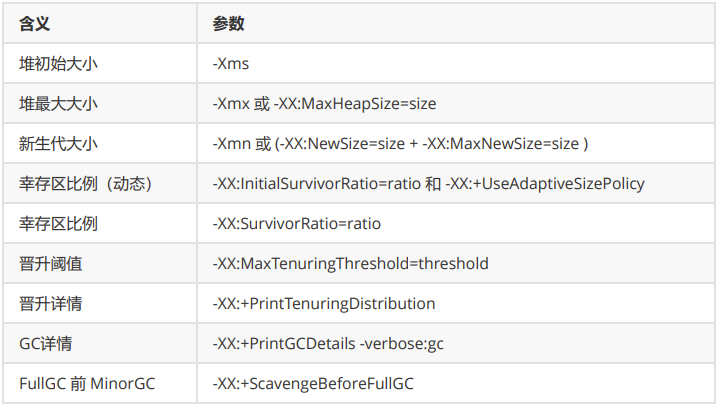 含义 参数
堆初始大小 -Xms
堆最大大小 -Xmx 或 -XX:MaxHeapSize=size
新生代大小 -Xmn 或 (-XX:NewSize=size + -XX:MaxNewSize=size )
幸存区比例（动态） -XX:InitialSurvivorRatio=ratio 和 -XX:+UseAdaptiveSizePolicy
幸存区比例 -XX:SurvivorRatio=ratio
晋升阈值 -XX:MaxTenuringThreshold=threshold
晋升详情 -XX:+PrintTenuringDistribution
GC详情 -XX:+PrintGCDetails -verbose:gc
FullGC 前 MinorGC -XX:+ScavengeBeforeFullGC